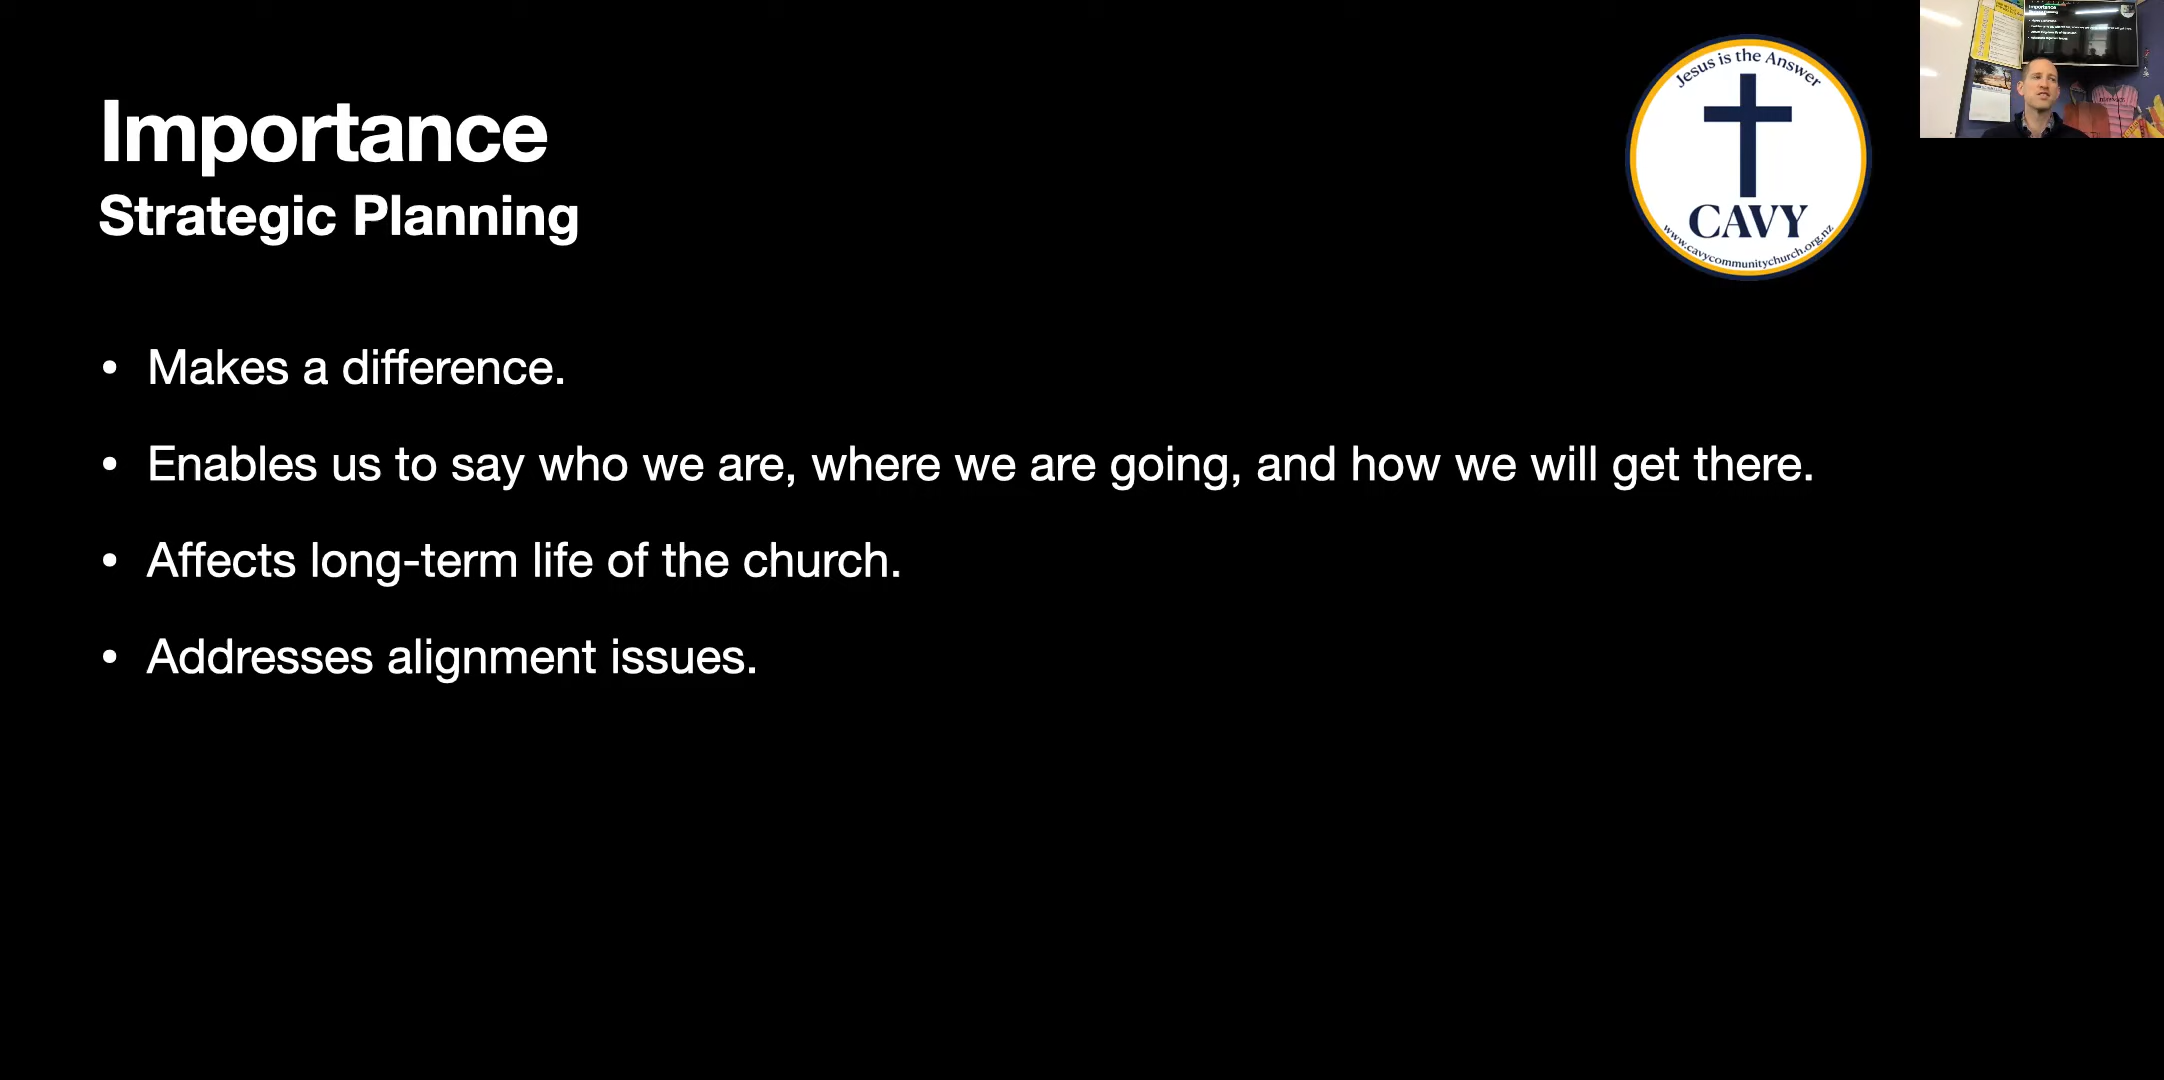 Importance
Strategic Planning
• Makes a difference.
• Enables us to say who we are, where we are going, and how we will get there.
• Affects long-term life of the church.
• Addresses alignment issues.
Jesus is the Answer
CAVY
www.cavycommunitychurch.org.nz
Importance